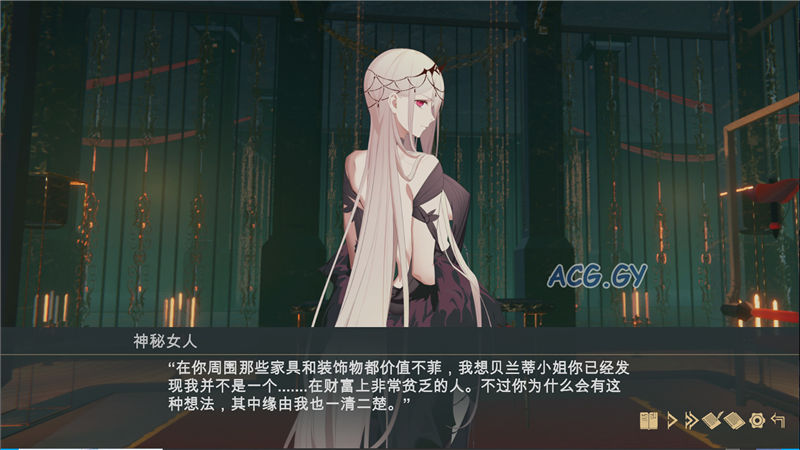 ACG.GY
神秘女人
“在你周围那些家具和装饰物都价值不菲，我想贝兰蒂小姐你已经发
现我并不是一个.......在财富上非常贫乏的人。不过你为什么会有这
种想法，其中缘由我也一清二楚。”